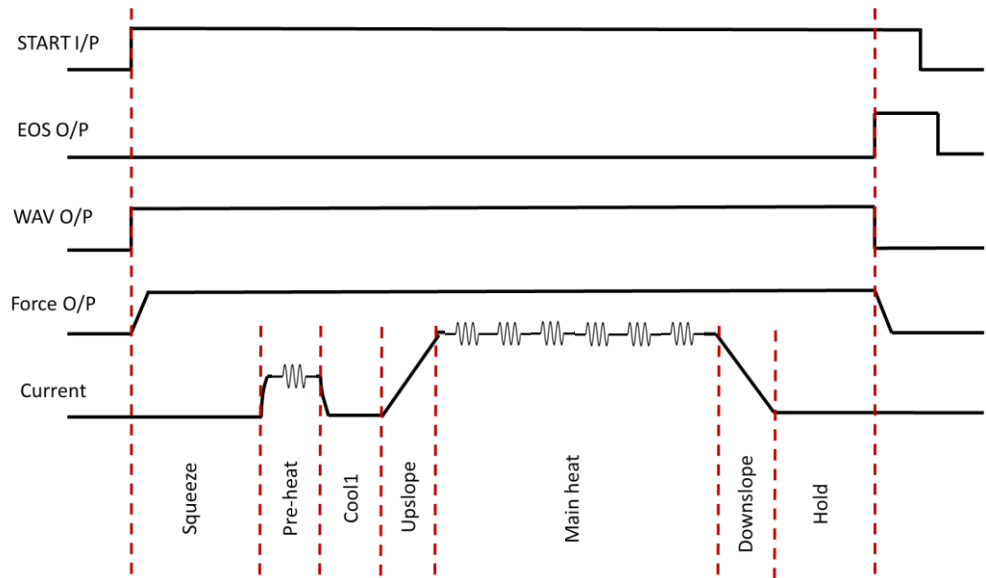 START I/P
EOS O/P
WAV O/P
Force O/P
Current
Squeeze
Pre-heat
Cool1
Upslope
Main heat
Downslope
Hold